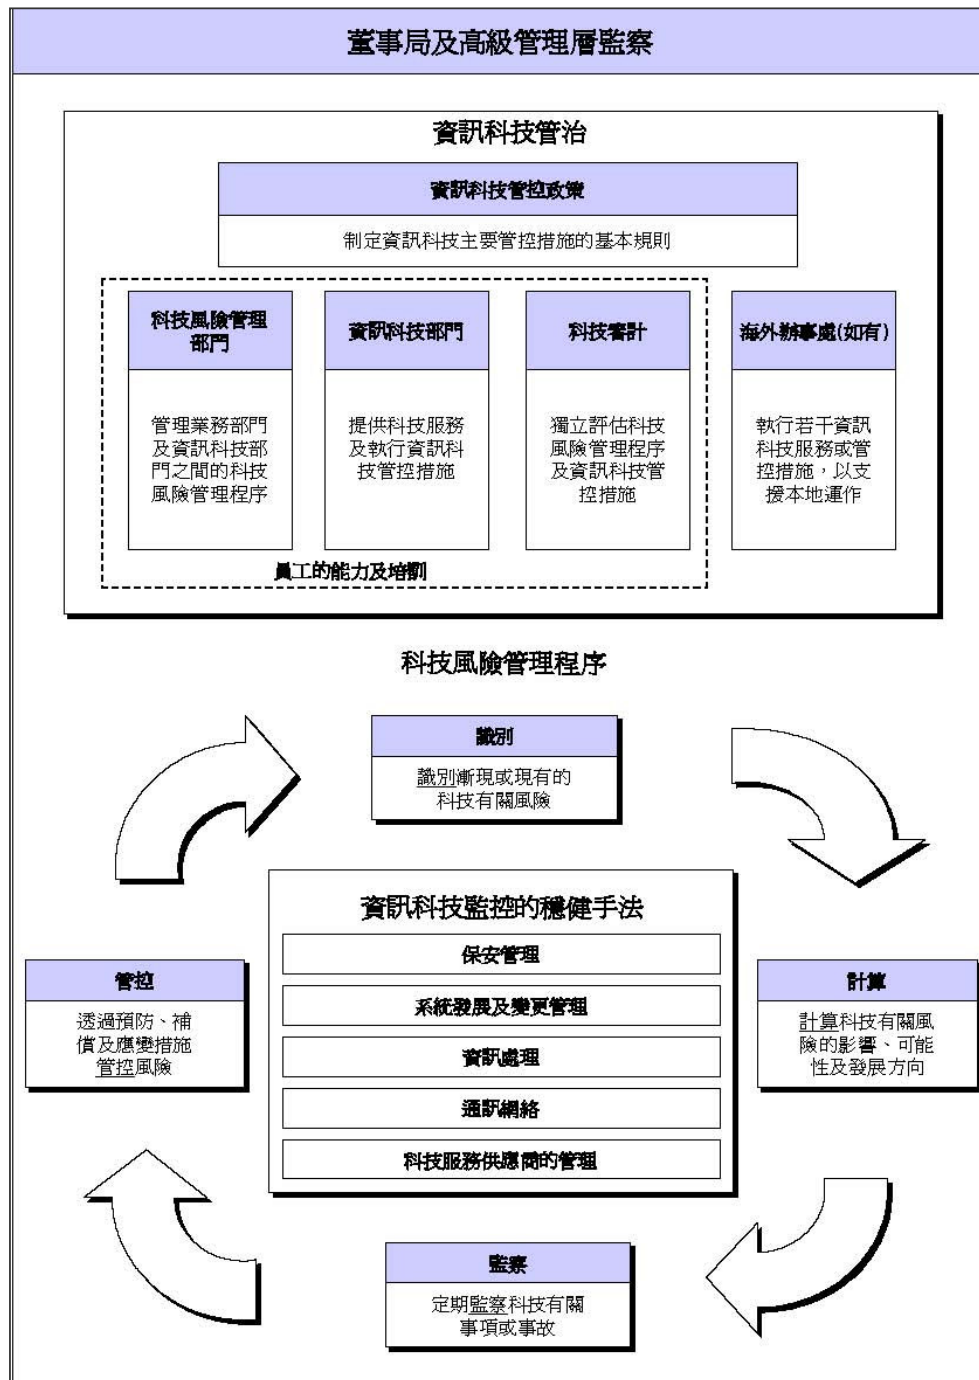 董事局及高級管理層監察
資訊科技管治
資訊科技管控政策
制定資訊科技主要管控措施的基本規則
科技風險管理
部門
管理業務部門
及資訊科技部
門之間的科技
風險管理程序
資訊科技部門
提供科技服務
及執行資訊科
技管控措施
科技審計
獨立評估科技
風險管理程序
及資訊科技管
控措施
海外辦事處(如有)
執行若干資訊
科技服務或管
控措施，以支
援本地運作
員工的能力及培訓
科技風險管理程序
識別
識別漸現或現有的
科技有關風險
資訊科技監控的穩健手法
保安管理
系統發展及變更管理
資訊處理
通訊網絡
科技服務供應商的管理
管控
透過預防、補
償及應變措施
管控風險
計算
計算科技有關風
險的影響、可能
性及發展方向
監察
定期監察科技有關
事項或事故